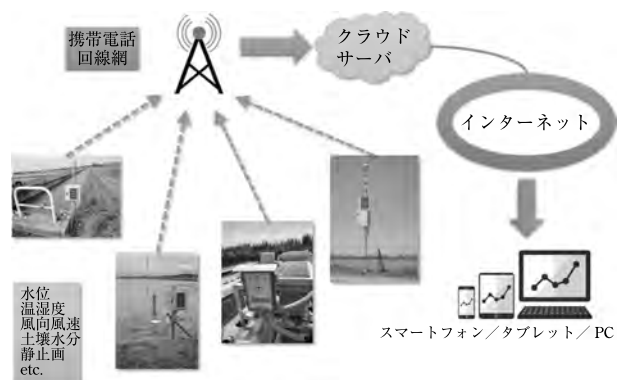 携帯電話
回線網
クラウド
サーバ
インターネット
水位
温湿度
風向風速
土壌水分
静止画
etc.
スマートフォン／タブレット／PC